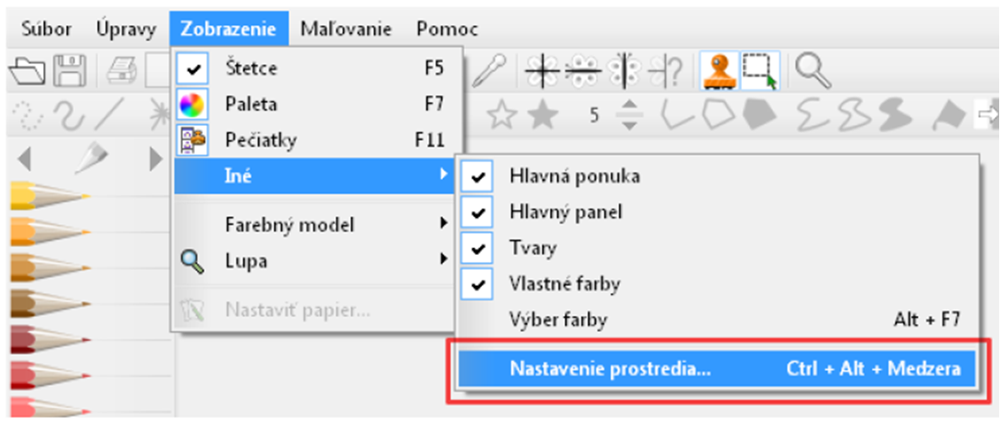 Súbor Úpravy Zobrazenie Maľovanie Pomoc
Štetce F5
Paleta F7
Pečiatky F11
Iné
Farebný model
Lupa
Nastaviť papier...
5
Hlavná ponuka
Hlavný panel
Tvary
Vlastné farby
Výber farby Alt + F7
Nastavenie prostredia... Ctrl + Alt + Medzera